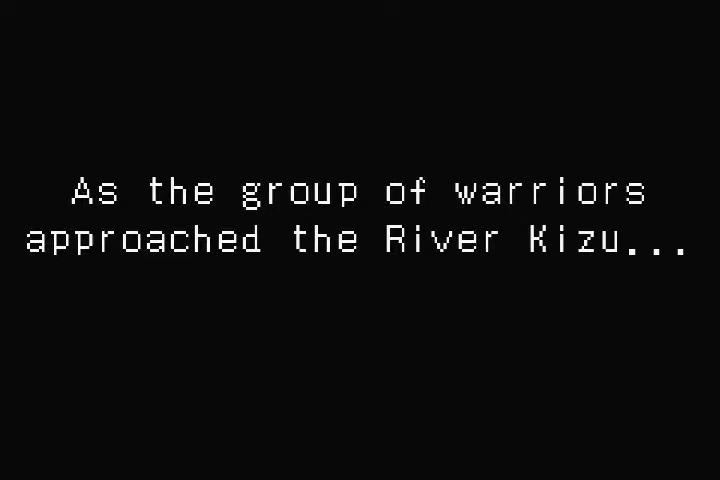 As the group of warriors
approached the River Kizu...